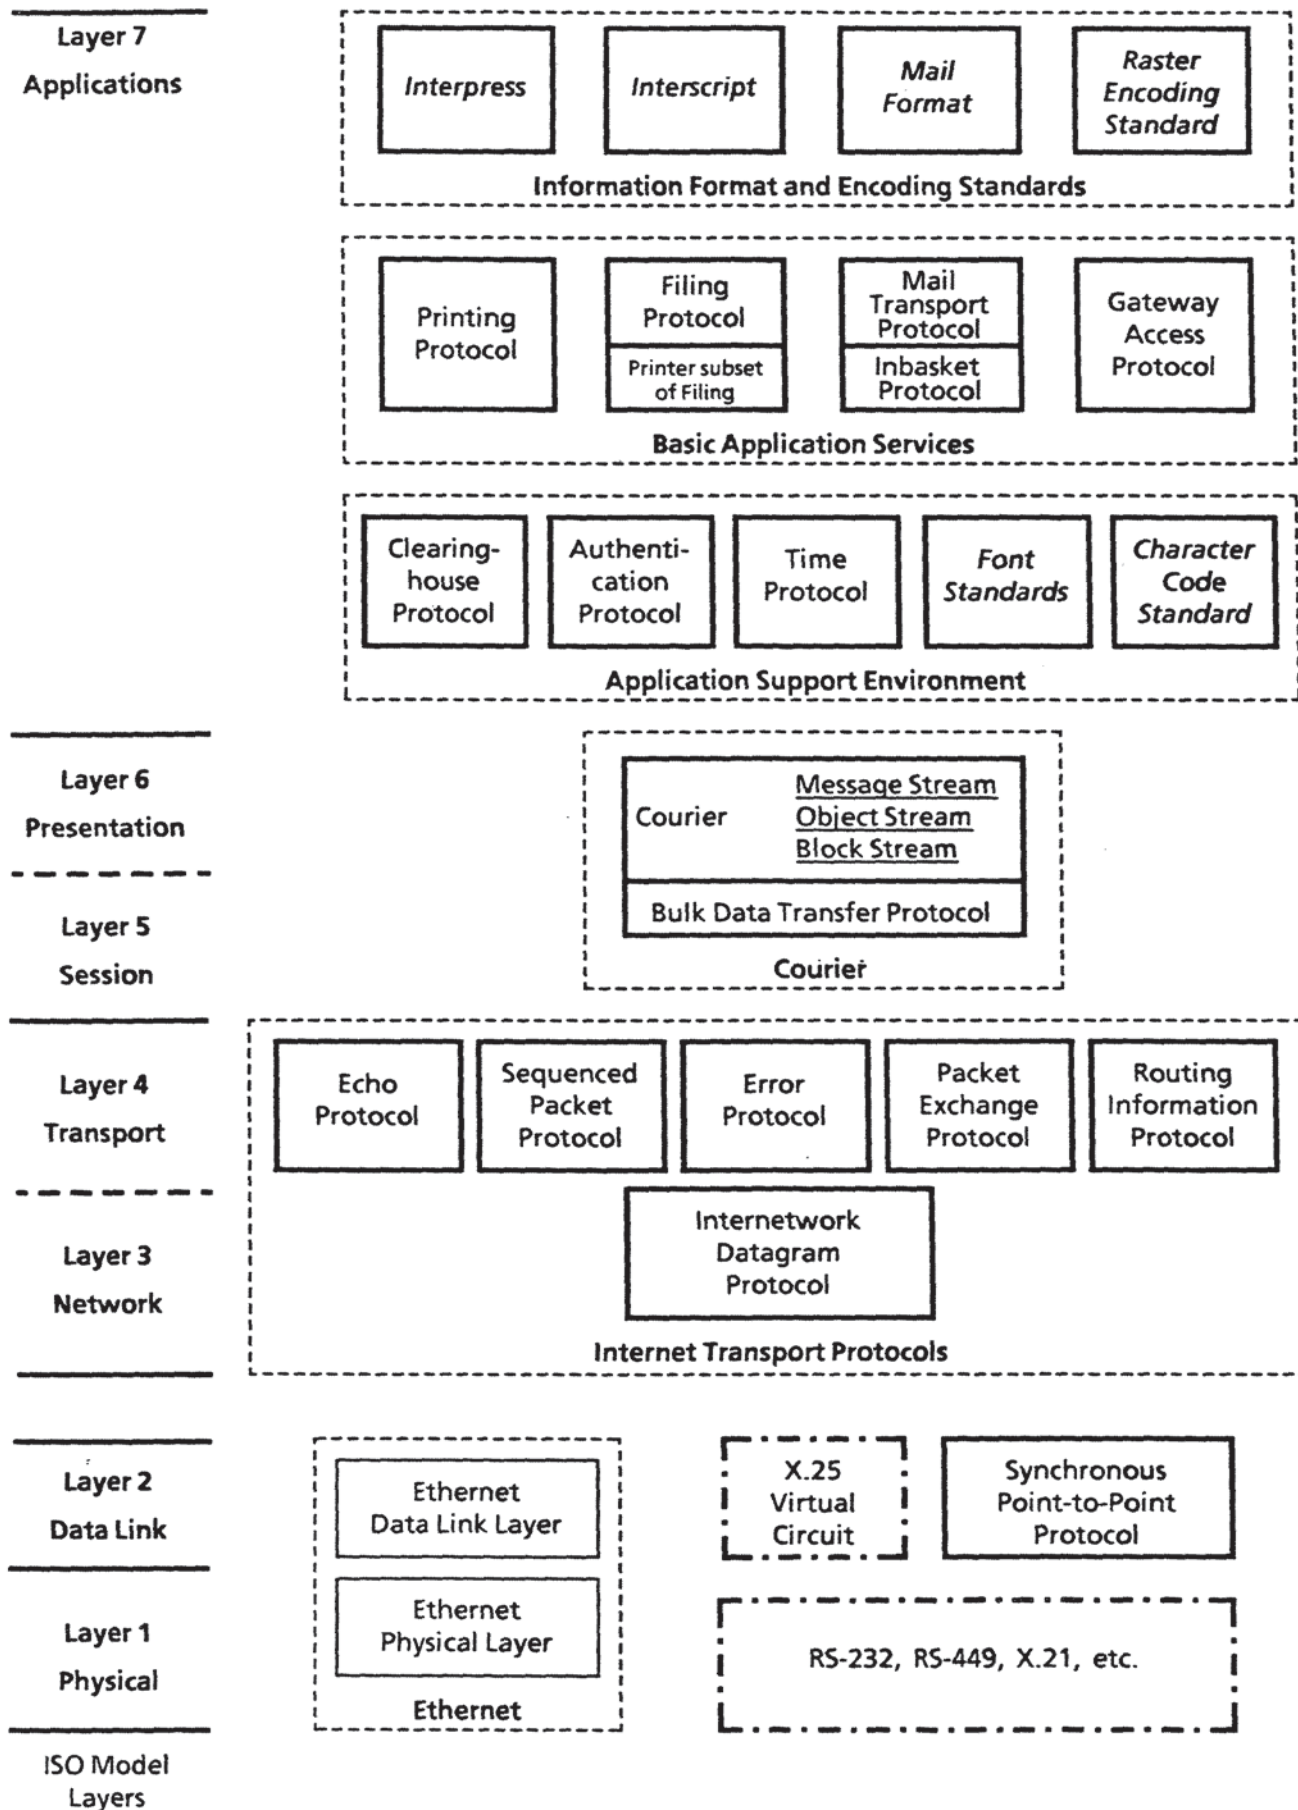 Layer 7
Applications
Interpress
Interscript
Mail
Format
Raster
Encoding
Standard
Information Format and Encoding Standards
Printing
Protocol
Filing
Protocol
Printer subset
of Filing
Mail
Transport
Protocol
Inbasket
Protocol
Gateway
Access
Protocol
Basic Application Services
Clearing-
house
Protocol
Authenti-
cation
Protocol
Time
Protocol
Font
Standards
Character
Code
Standard
Application Support Environment
Layer 6
Presentation
Courier
Message Stream
Object Stream
Block Stream
Layer 5
Session
Bulk Data Transfer Protocol
Courier
Layer 4
Transport
Echo
Protocol
Sequenced
Packet
Protocol
Error
Protocol
Packet
Exchange
Protocol
Routing
Information
Protocol
Layer 3
Network
Internetwork
Datagram
Protocol
Internet Transport Protocols
Layer 2
Data Link
Ethernet
Data Link Layer
X.25
Virtual
Circuit
Synchronous
Point-to-Point
Protocol
Layer 1
Physical
Ethernet
Physical Layer
Ethernet
RS-232, RS-449, X.21, etc.
ISO Model
Layers